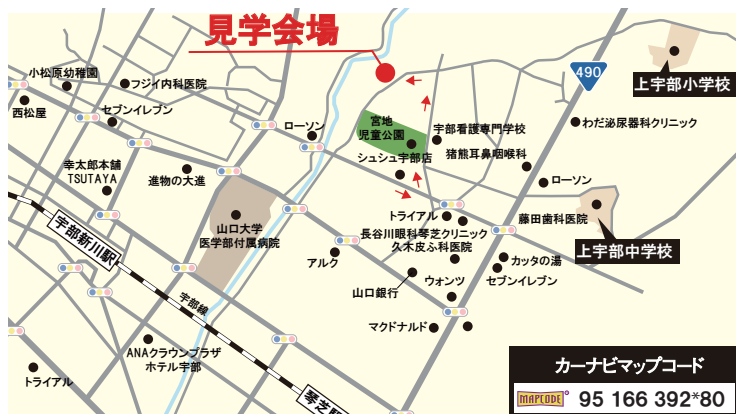 見学会場
490
上宇部小学校
小松原幼稚園
フジイ内科医院
西松屋
セブンイレブン
ローソン
宮地
児童公園
宇部看護専門学校
わだ泌尿器科クリニック
シュシュ宇部店
猪熊耳鼻咽喉科
幸太郎本舗
TSUTAYA
進物の大進
ローソン
山口大学
医学部付属病院
トライアル
藤田歯科医院
長谷川眼科琴芝クリニック
久木皮ふ科医院
上宇部中学校
宇部新川駅
アルク
カッタの湯
セブンイレブン
山口銀行
ウォンツ
宇部線
マクドナルド
ANAクラウンプラザ
ホテル宇部
トライアル
琴芝駅
カーナビマップコード
MAPCODE 95 166 392*80